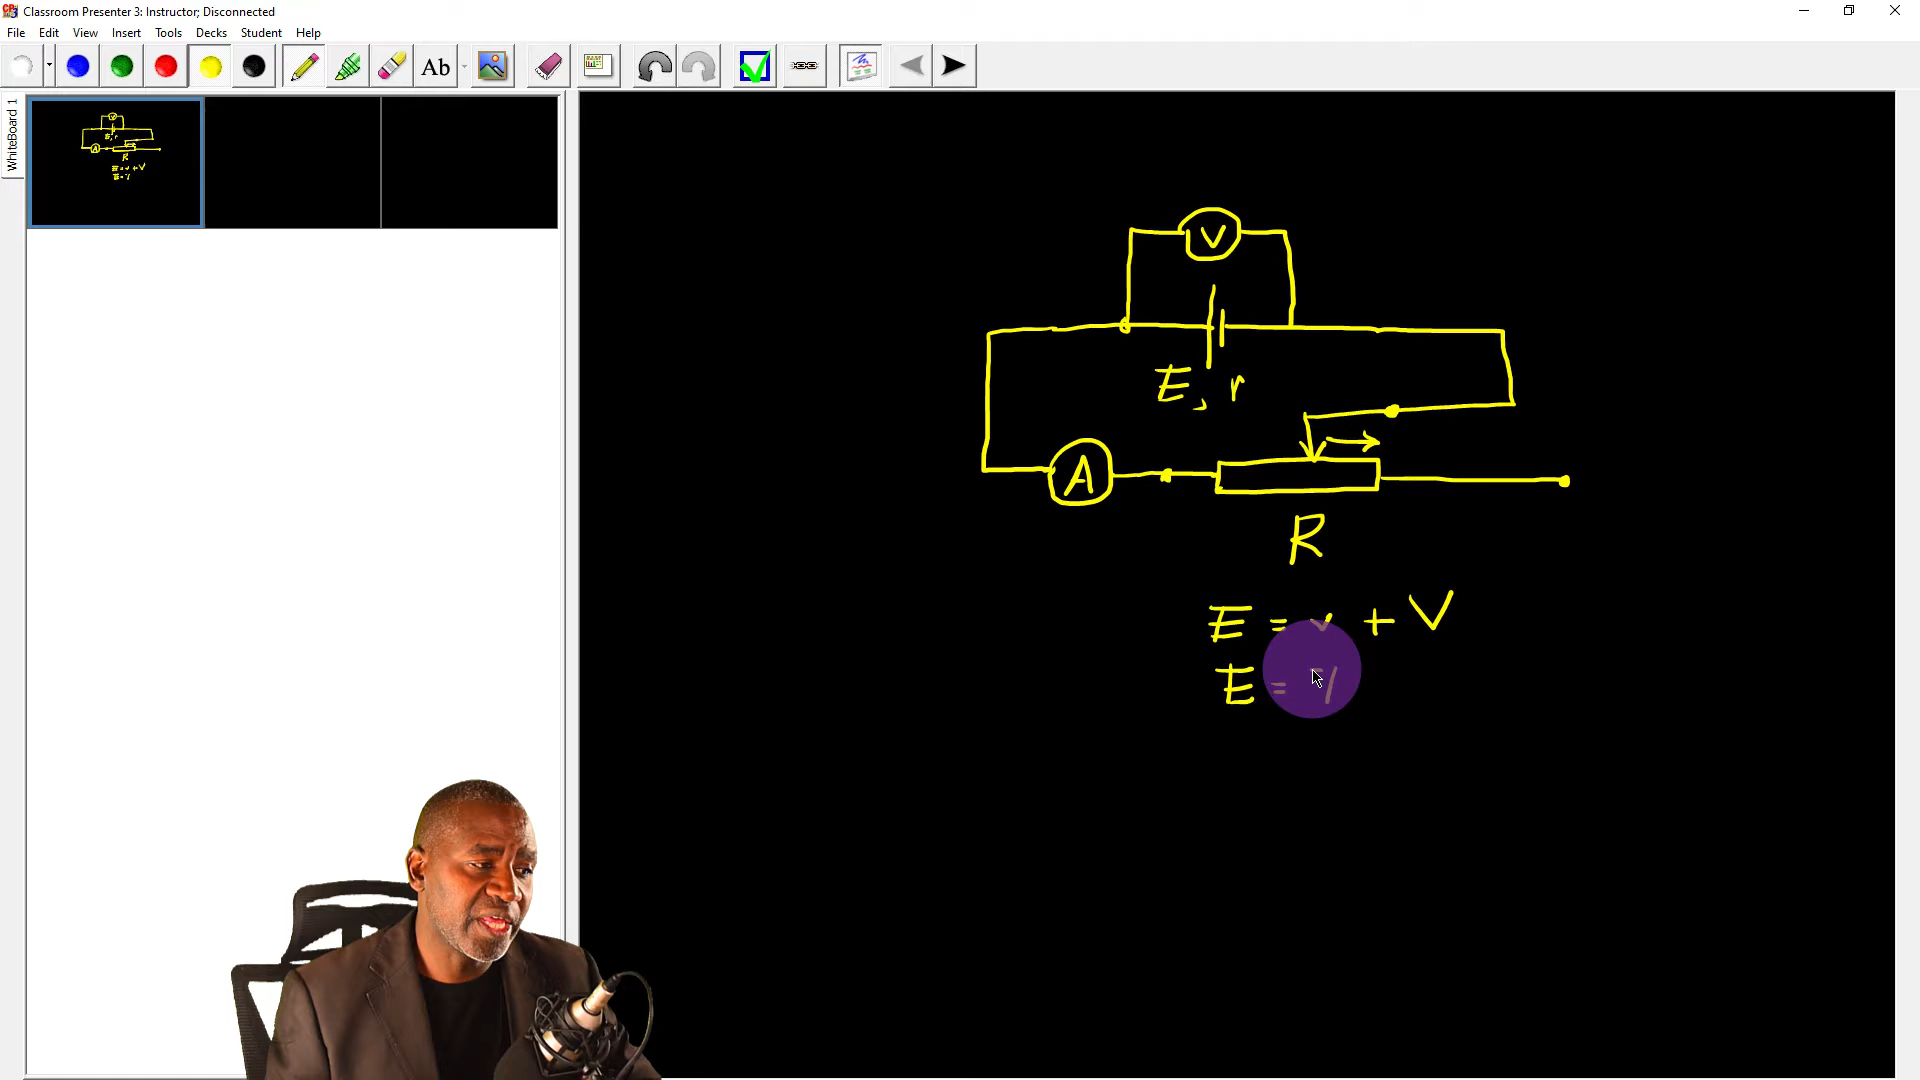 Classroom Presenter 3: Instructor; Disconnected
File Edit View Insert Tools Decks Student Help
Ab
WhiteBoard 1
V
E, r
A
R
E = v + V
E =